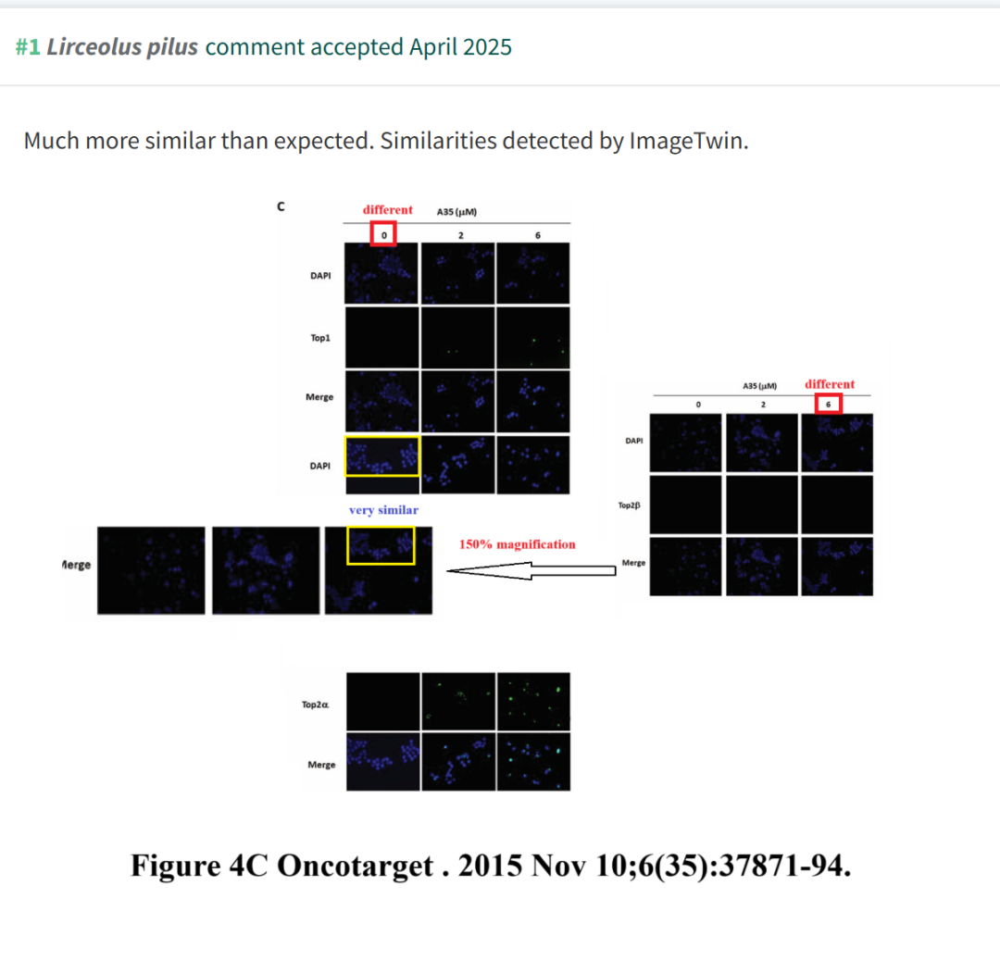 #1 Lirceolus pilus comment accepted April 2025
Much more similar than expected. Similarities detected by ImageTwin.
C
different A35 (μM)
0 2 6
DAPI
Top1
Merge
DAPI
A35 (μM) different
0 2 6
DAPI
Top2β
Merge
very similar
150% magnification
Merge
Top2α
Merge
Figure 4C Oncotarget . 2015 Nov 10;6(35):37871-94.